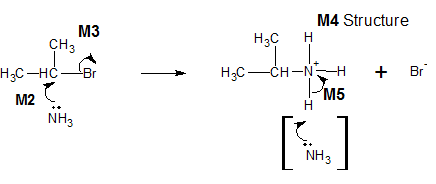 M3
CH3
H3C—HC—Br
M2
NH3
M4 Structure
H3C
H
H3C—CH—N+—H
M5
H
NH3
+
Br-